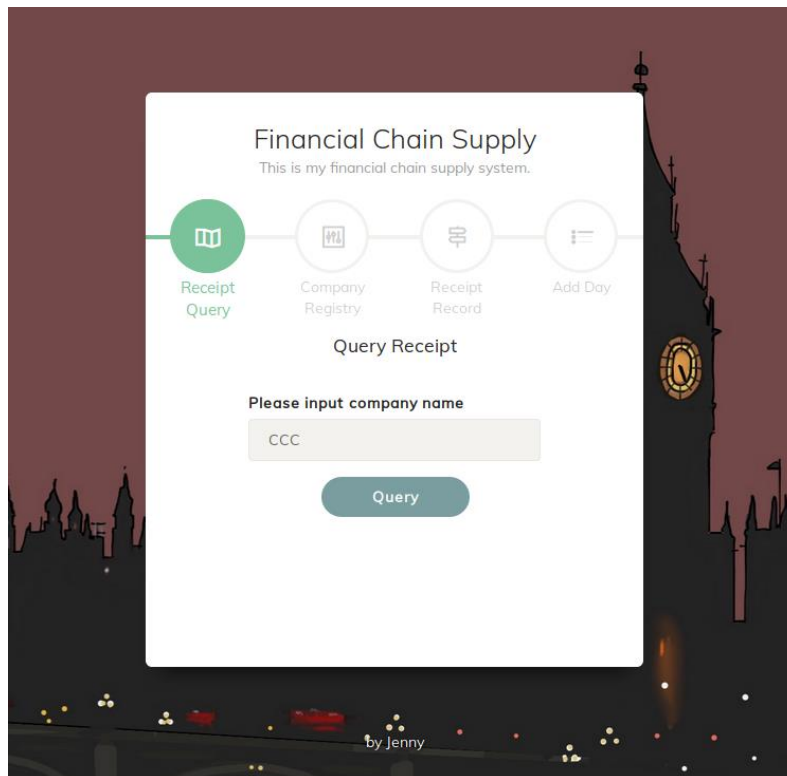 Financial Chain Supply
This is my financial chain supply system.
Receipt
Query
Company
Registry
Receipt
Record
Add Day
Query Receipt
Please input company name
CCC
Query
by Jenny